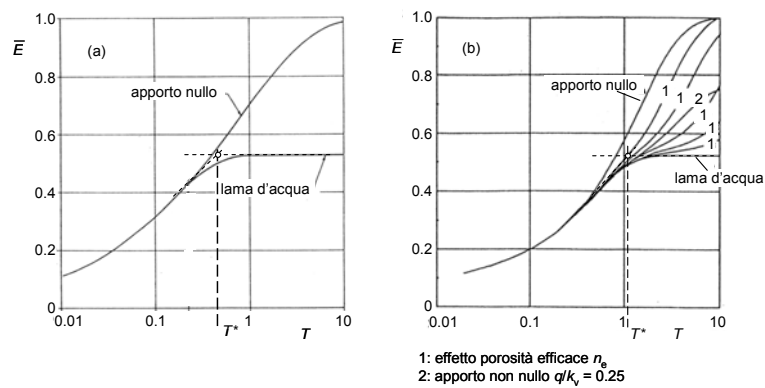 1.0
E̅
(a)
0.8
apporto nullo
0.6
0.4
lama d'acqua
0.2
0
0.01
0.1
T*
1
T
10
1.0
E̅
(b)
0.8
apporto nullo
1
1
2
1
1
0.6
0.4
lama d'acqua
0.2
0
0.01
0.1
1
T*
T
10
1: effetto porosità efficace nₑ
2: apporto non nullo q/kᵥ = 0.25